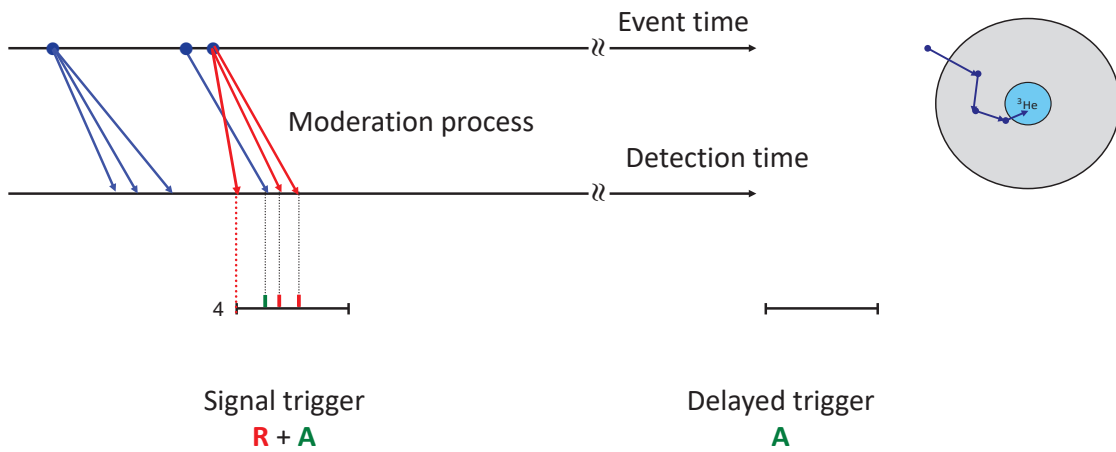 Event time
³He
Moderation process
Detection time
4
Signal trigger
R + A
Delayed trigger
A